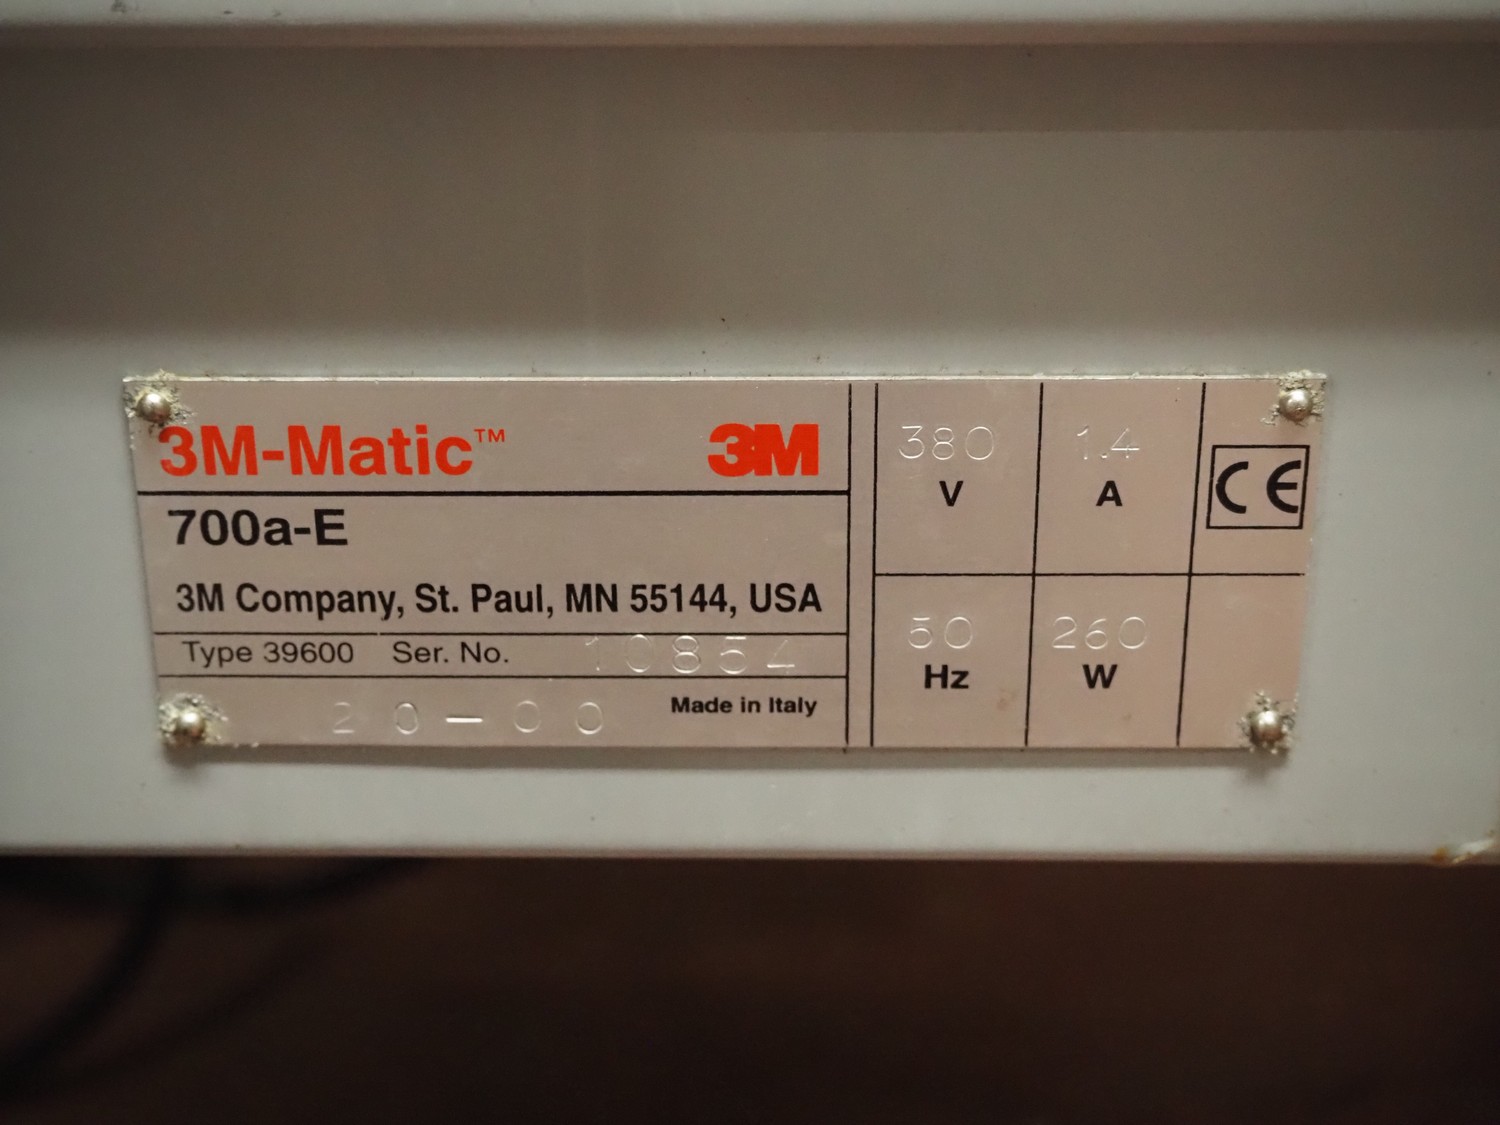 3M-Matic™ 3M
700a-E
3M Company, St. Paul, MN 55144, USA
Type 39600 Ser. No. 10854
20-00 Made in Italy
380 V
1.4 A
CE
50 Hz
260 W